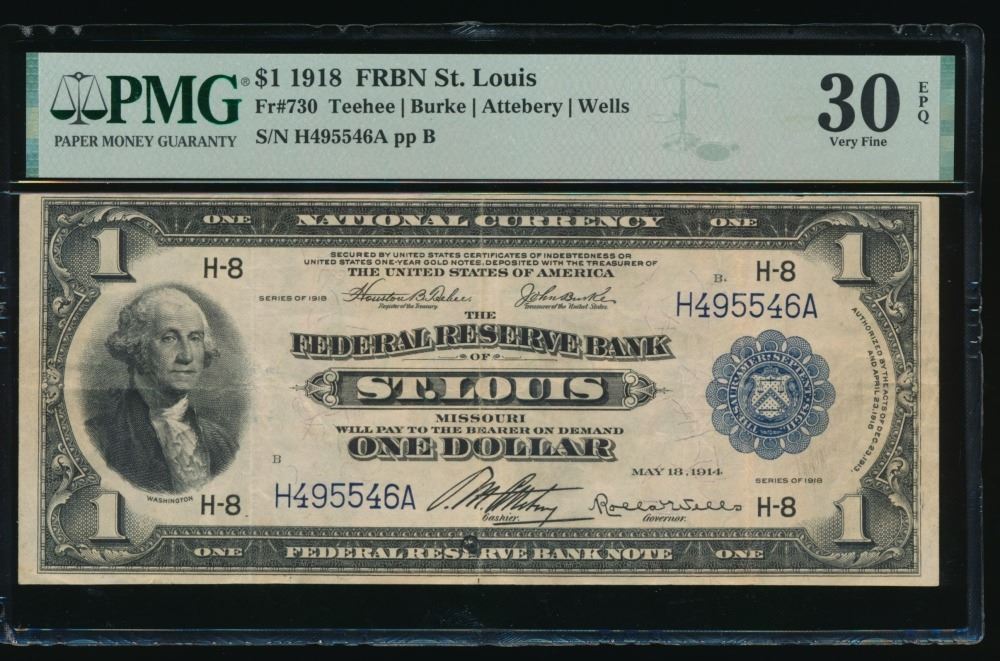 PMG®
PAPER MONEY GUARANTY
$1 1918 FRBN St. Louis
Fr#730 Teehee | Burke | Attebery | Wells
S/N H495546A pp B
30
EPQ
Very Fine
ONE NATIONAL CURRENCY ONE
1 1
SECURED BY UNITED STATES CERTIFICATES OF INDEBTEDNESS OR
UNITED STATES ONE-YEAR GOLD NOTES, DEPOSITED WITH THE TREASURER OF
THE UNITED STATES OF AMERICA
H-8 B. H-8
SERIES OF 1918 Houston B. Teehee John Burke
Register of the Treasury. Treasurer of the United States.
H495546A
THE
FEDERAL RESERVE BANK
OF
ST. LOUIS
MISSOURI
WILL PAY TO THE BEARER ON DEMAND
ONE DOLLAR
AUTHORIZED BY THE ACTS OF DEC. 23, 1913,
AND APRIL 23, 1918
B MAY 18, 1914.
SERIES OF 1918
WASHINGTON
H-8 H495546A Rolla Wells H-8
Cashier. Governor.
1 1
ONE FEDERAL RESERVE BANK NOTE ONE